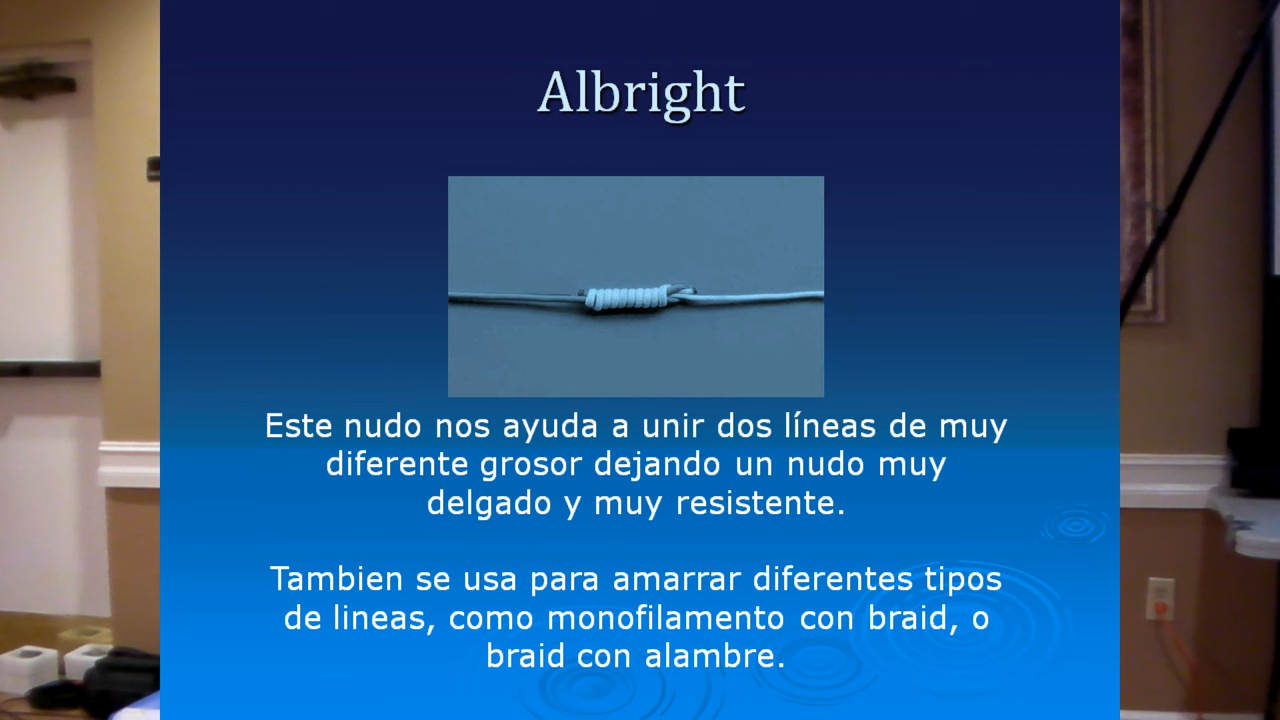 Albright
Este nudo nos ayuda a unir dos líneas de muy
diferente grosor dejando un nudo muy
delgado y muy resistente.
Tambien se usa para amarrar diferentes tipos
de lineas, como monofilamento con braid, o
braid con alambre.